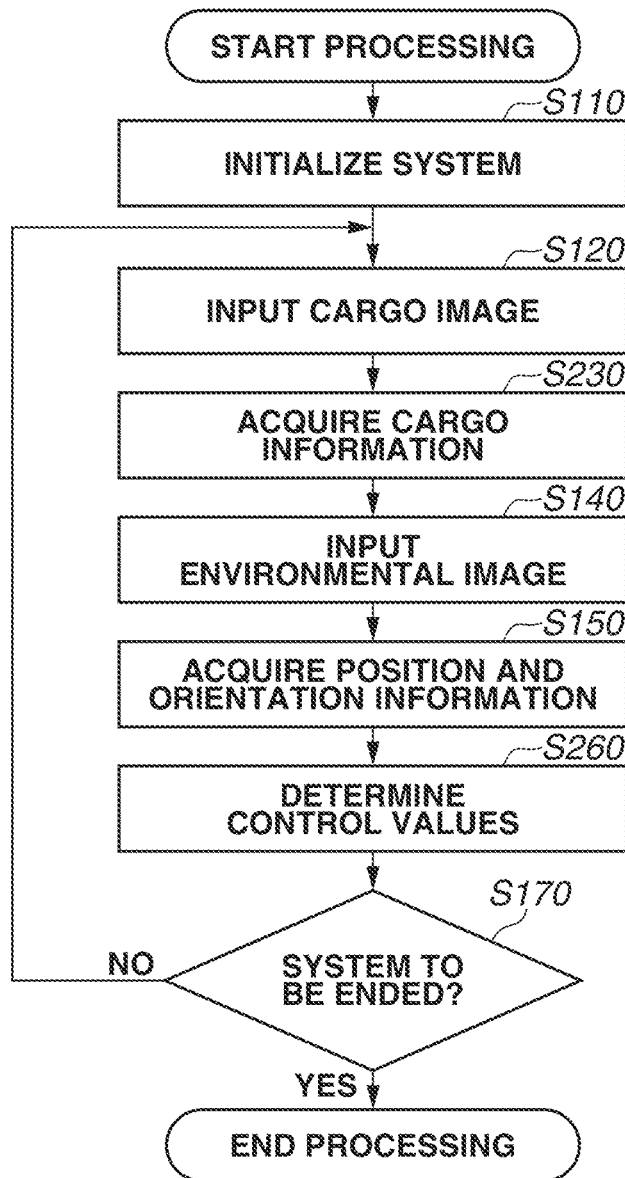 START PROCESSING
S110
INITIALIZE SYSTEM
S120
INPUT CARGO IMAGE
S230
ACQUIRE CARGO
INFORMATION
S140
INPUT
ENVIRONMENTAL IMAGE
S150
ACQUIRE POSITION AND
ORIENTATION INFORMATION
S260
DETERMINE
CONTROL VALUES
S170
NO
SYSTEM TO
BE ENDED?
YES
END PROCESSING